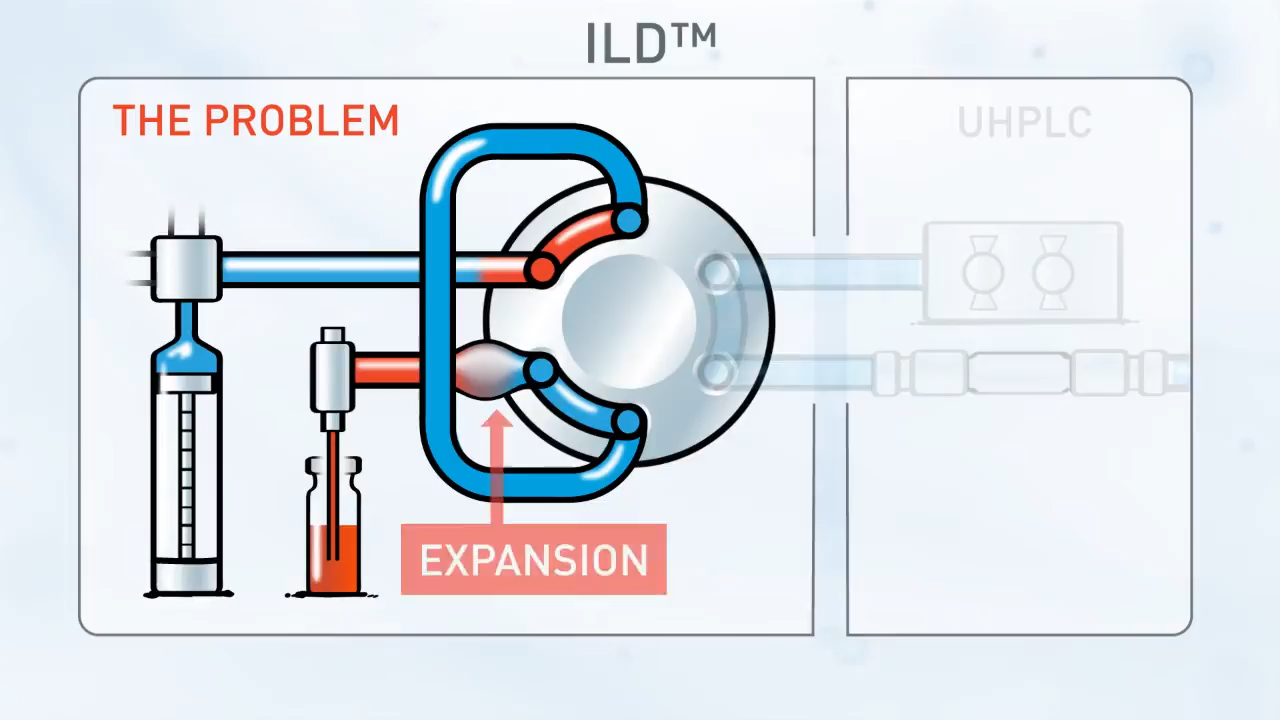 ILD™
THE PROBLEM
UHPLC
EXPANSION